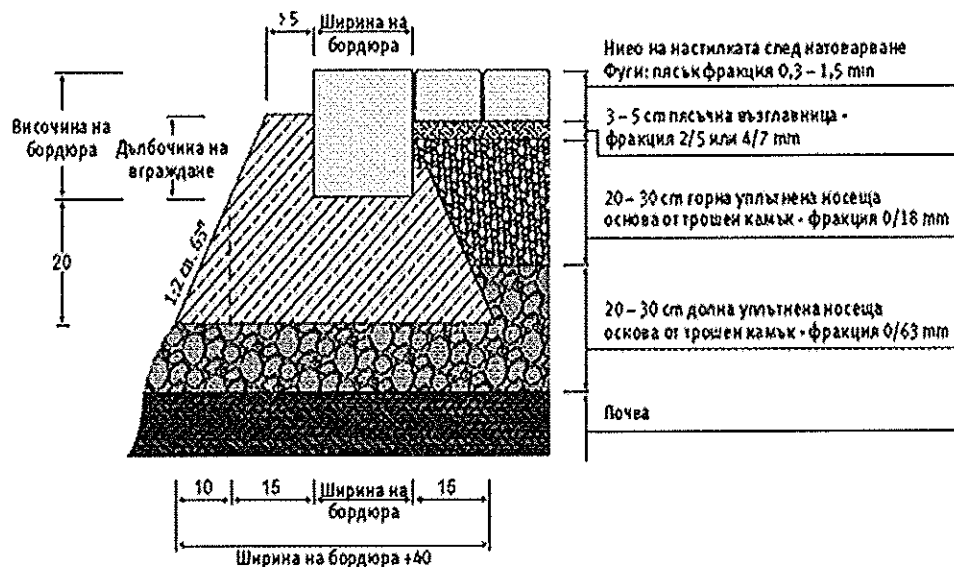 >5
Ширина на
бордюра
Височина на
бордюра
Дълбочина на
вграждане
20
1:2 ст. 65°
Ниво на настилката след натоварване
Фуги: пясък фракция 0,3 – 1,5 mm
3 – 5 cm пясъчна възглавница -
фракция 2/5 или 4/7 mm
20 – 30 cm горна уплътнена носеща
основа от трошен камък - фракция 0/18 mm
20 – 30 cm долна уплътнена носеща
основа от трошен камък - фракция 0/63 mm
Почва
10
15
Ширина на
бордюра
15
Ширина на бордюра +40